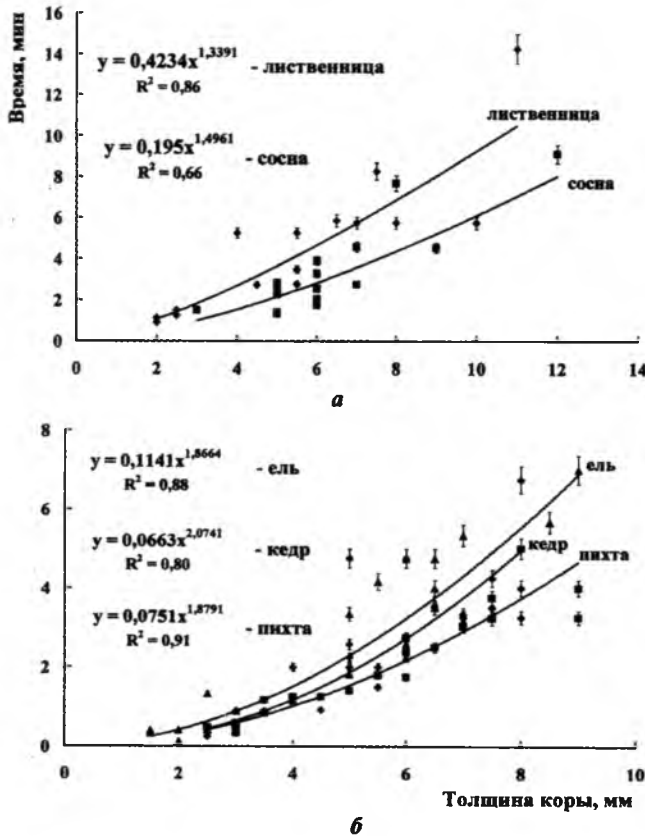 Время, мин
16
14
12
10
8
6
4
2
0
y = 0,4234x^1,3391 - лиственница
R² = 0,86
y = 0,195x^1,4961 - сосна
R² = 0,66
лиственница
сосна
0 2 4 6 8 10 12 14
а
8
6
4
2
0
y = 0,1141x^1,8664 - ель
R² = 0,88
y = 0,0663x^2,0741 - кедр
R² = 0,80
y = 0,0751x^1,8791 - пихта
R² = 0,91
ель
кедр
пихта
0 2 4 6 8 10
Толщина коры, мм
б